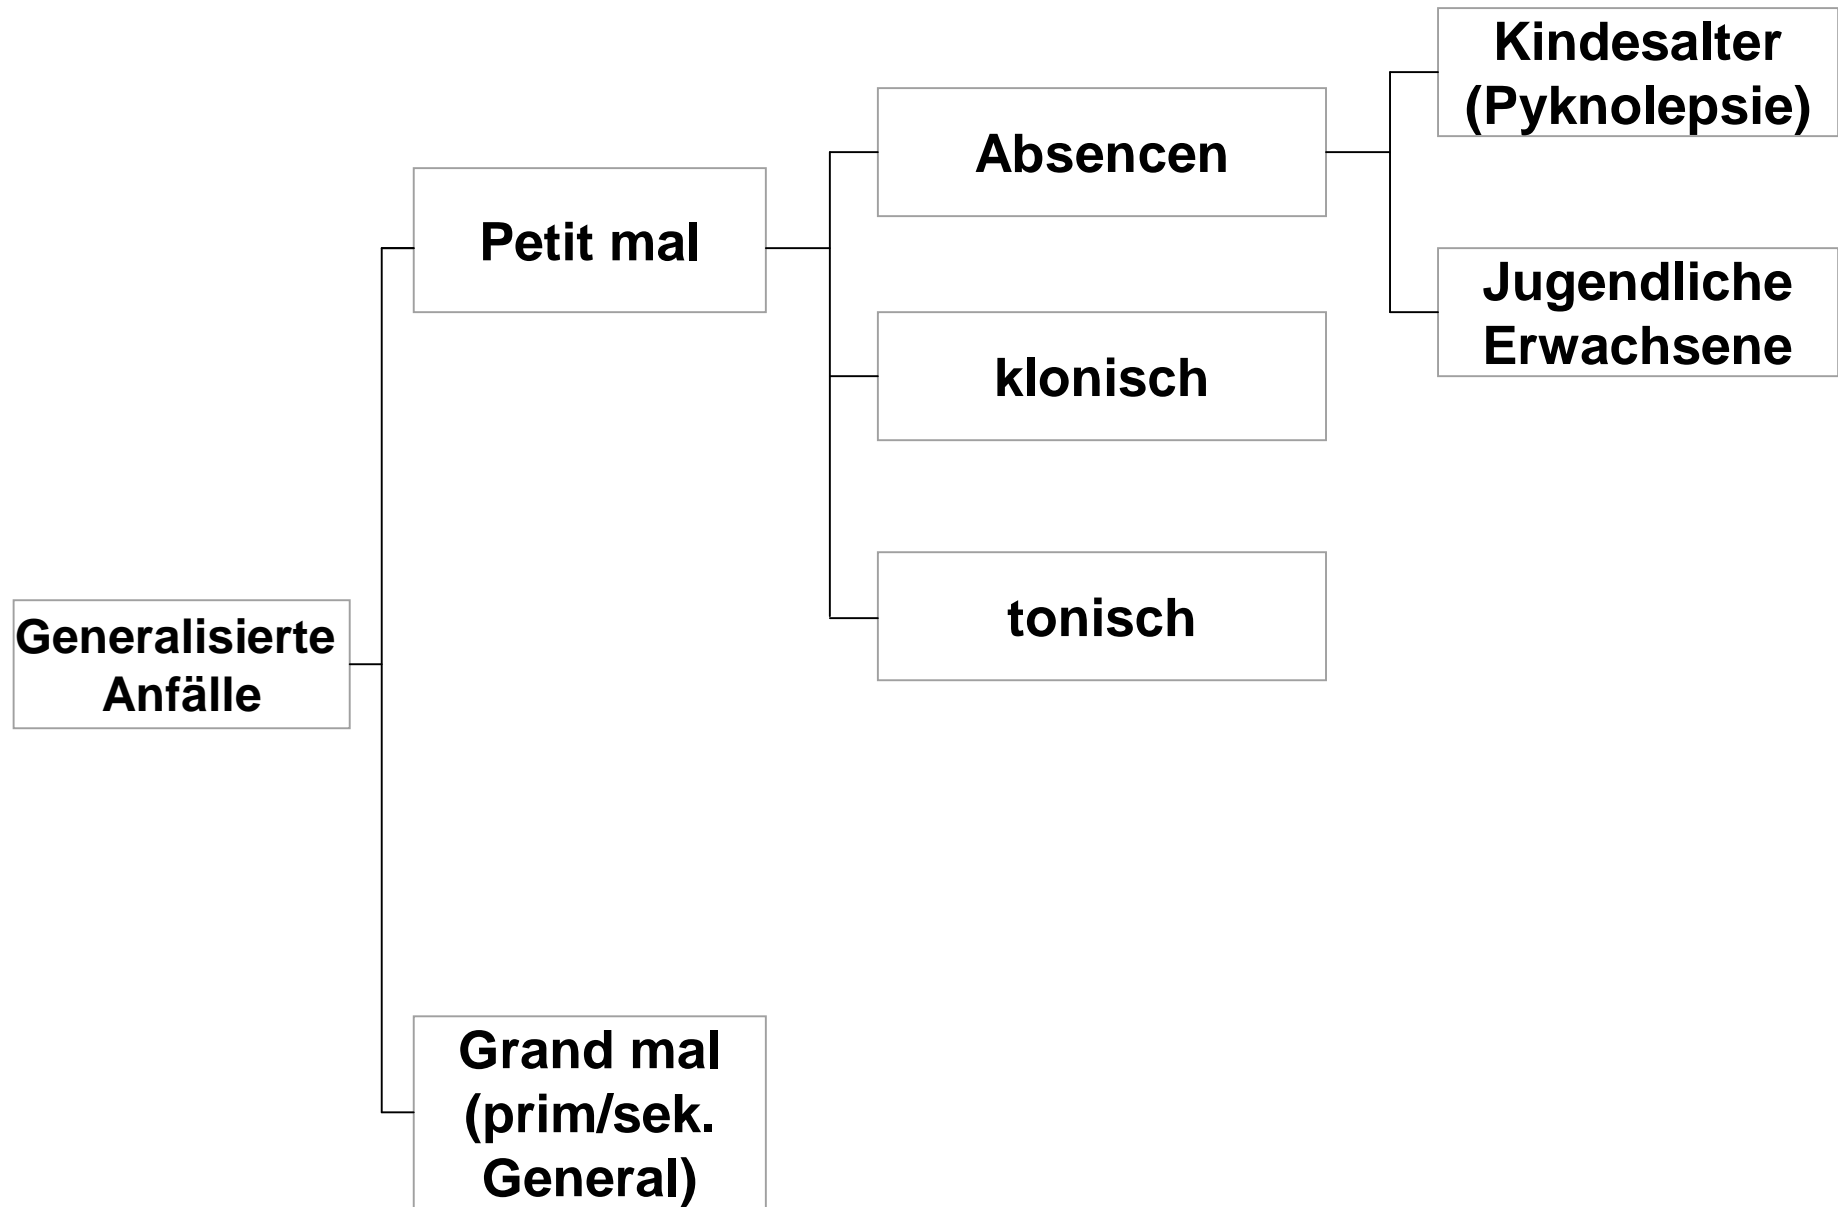 Generalisierte
Anfälle
Petit mal
Grand mal
(prim/sek.
General)
Absencen
klonisch
tonisch
Kindesalter
(Pyknolepsie)
Jugendliche
Erwachsene